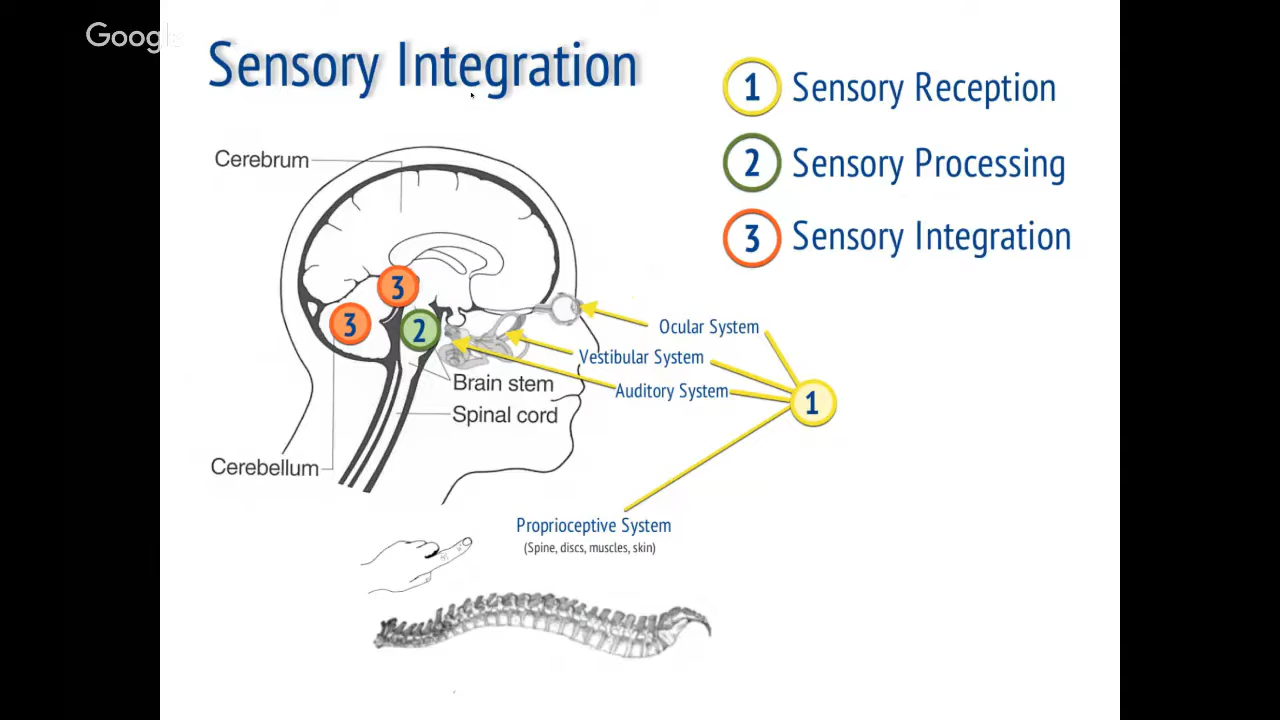 Google
Sensory Integration
1 Sensory Reception
2 Sensory Processing
3 Sensory Integration
Cerebrum
3
3
2
Ocular System
Vestibular System
Auditory System
1
Brain stem
Spinal cord
Cerebellum
Proprioceptive System
(Spine, discs, muscles, skin)